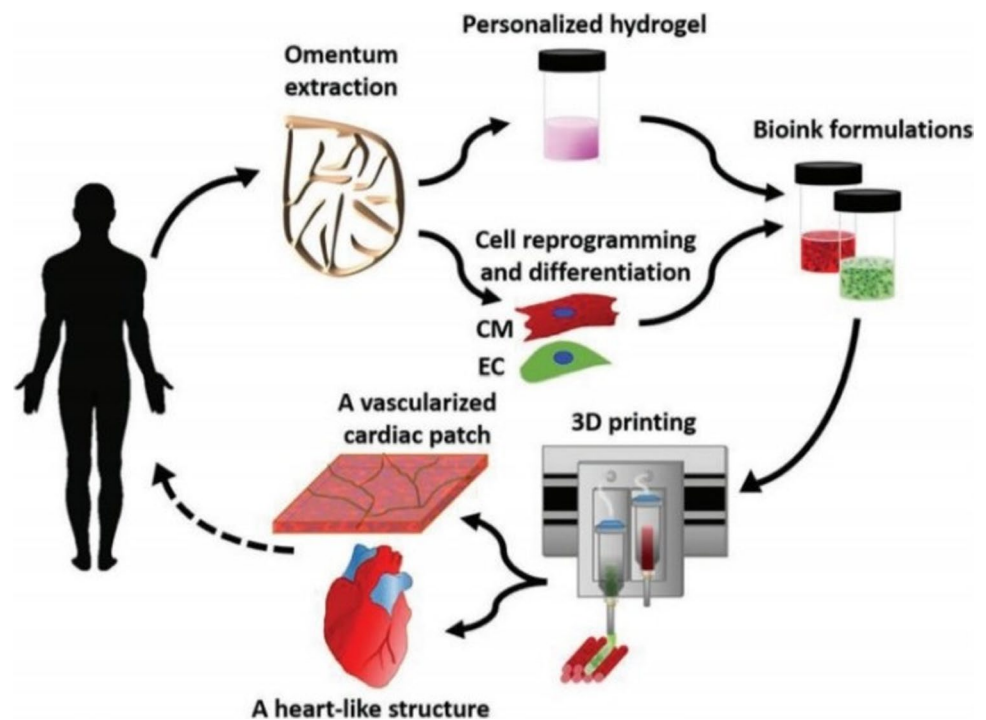 Personalized hydrogel
Omentum
extraction
Bioink formulations
Cell reprogramming
and differentiation
CM
EC
A vascularized
cardiac patch
3D printing
A heart-like structure